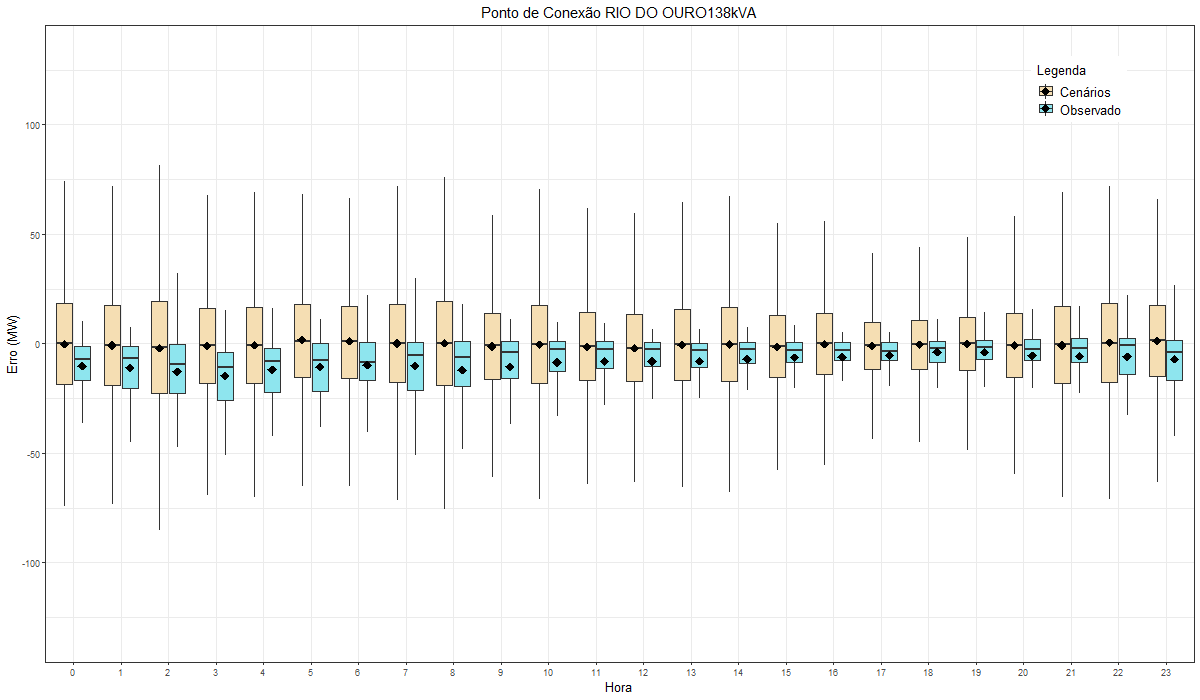 Ponto de Conexão RIO DO OURO138kVA
Legenda
Cenários
Observado
Erro (MW)
100
50
0
-50
-100
0 1 2 3 4 5 6 7 8 9 10 11 12 13 14 15 16 17 18 19 20 21 22 23
Hora